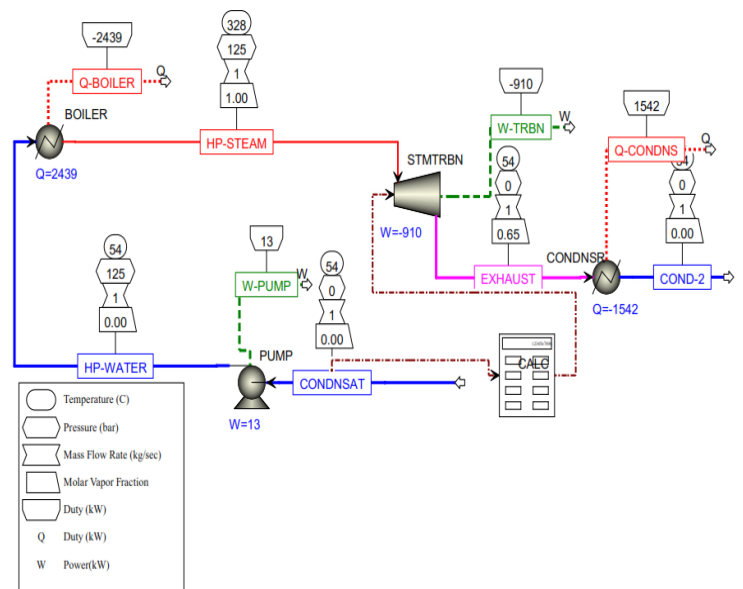 328
-2439
125
-910
1
1542
Q
Q-BOILER
1.00
W
W-TRBN
Q
BOILER
Q-CONDNS
HP-STEAM
STMTRBN
54
0
0
Q=2439
1
1
13
W=-910
0.65
0.00
54
54
CONDNSR
125
W
W-PUMP
0
EXHAUST
COND-2
1
1
0.00
0.00
Q=-1542
PUMP
CALC
HP-WATER
CONDNSAT
Temperature (C)
W=13
Pressure (bar)
Mass Flow Rate (kg/sec)
Molar Vapor Fraction
Duty (kW)
Q Duty (kW)
W Power(kW)